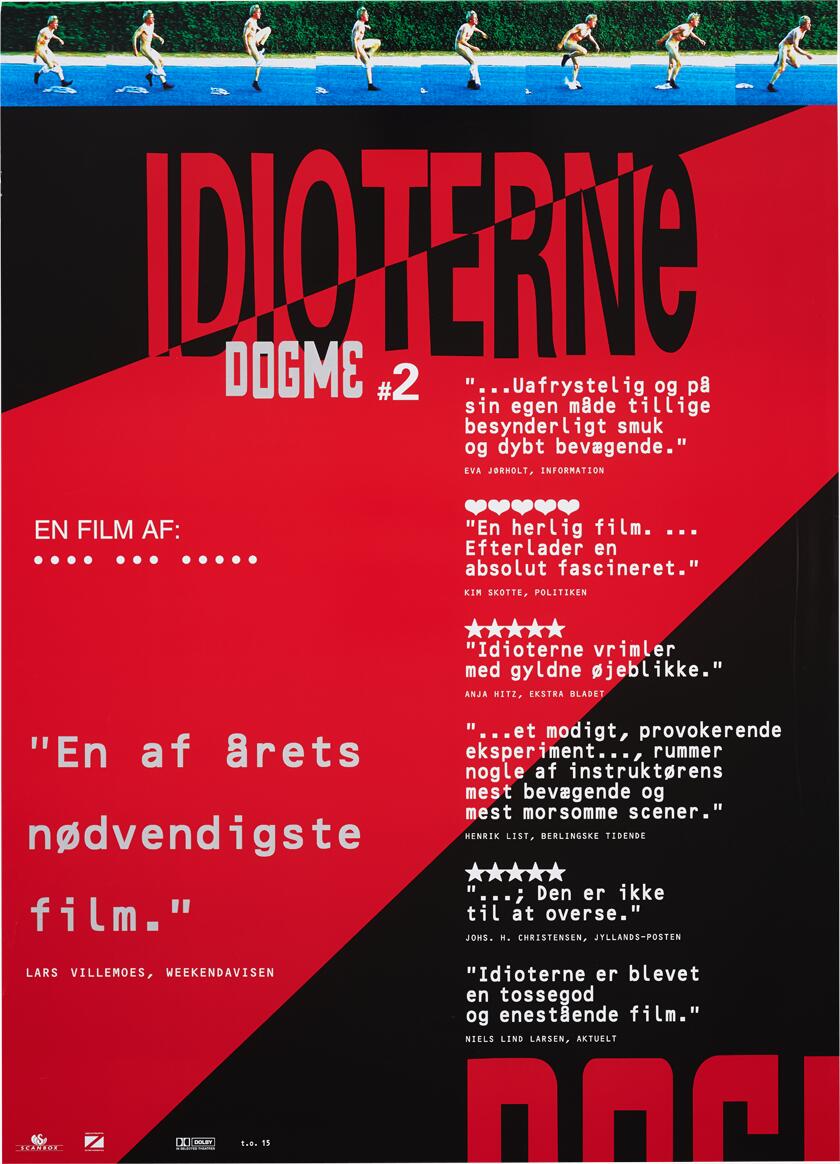 IDIOTERNe
DOGME #2
"...Uafrystelig og på
sin egen måde tillige
besynderligt smuk
og dybt bevægende."
EVA JØRHOLT, INFORMATION
"En herlig film. ...
Efterlader en
absolut fascineret."
KIM SKOTTE, POLITIKEN
"Idioterne vrimler
med gyldne øjeblikke."
ANJA HITZ, EKSTRA BLADET
"...et modigt, provokerende
eksperiment..., rummer
nogle af instruktørens
mest bevægende og
mest morsomme scener."
HENRIK LIST, BERLINGSKE TIDENDE
"...; Den er ikke
til at overse."
JOHS. H. CHRISTENSEN, JYLLANDS-POSTEN
"Idioterne er blevet
en tossegod
og enestående film."
NIELS LIND LARSEN, AKTUELT
EN FILM AF:
.... ... .....
"En af årets
nødvendigste
film."
LARS VILLEMOES, WEEKENDAVISEN
SCANBOX
DOLBY
IN SELECTED THEATRES
t.o. 15